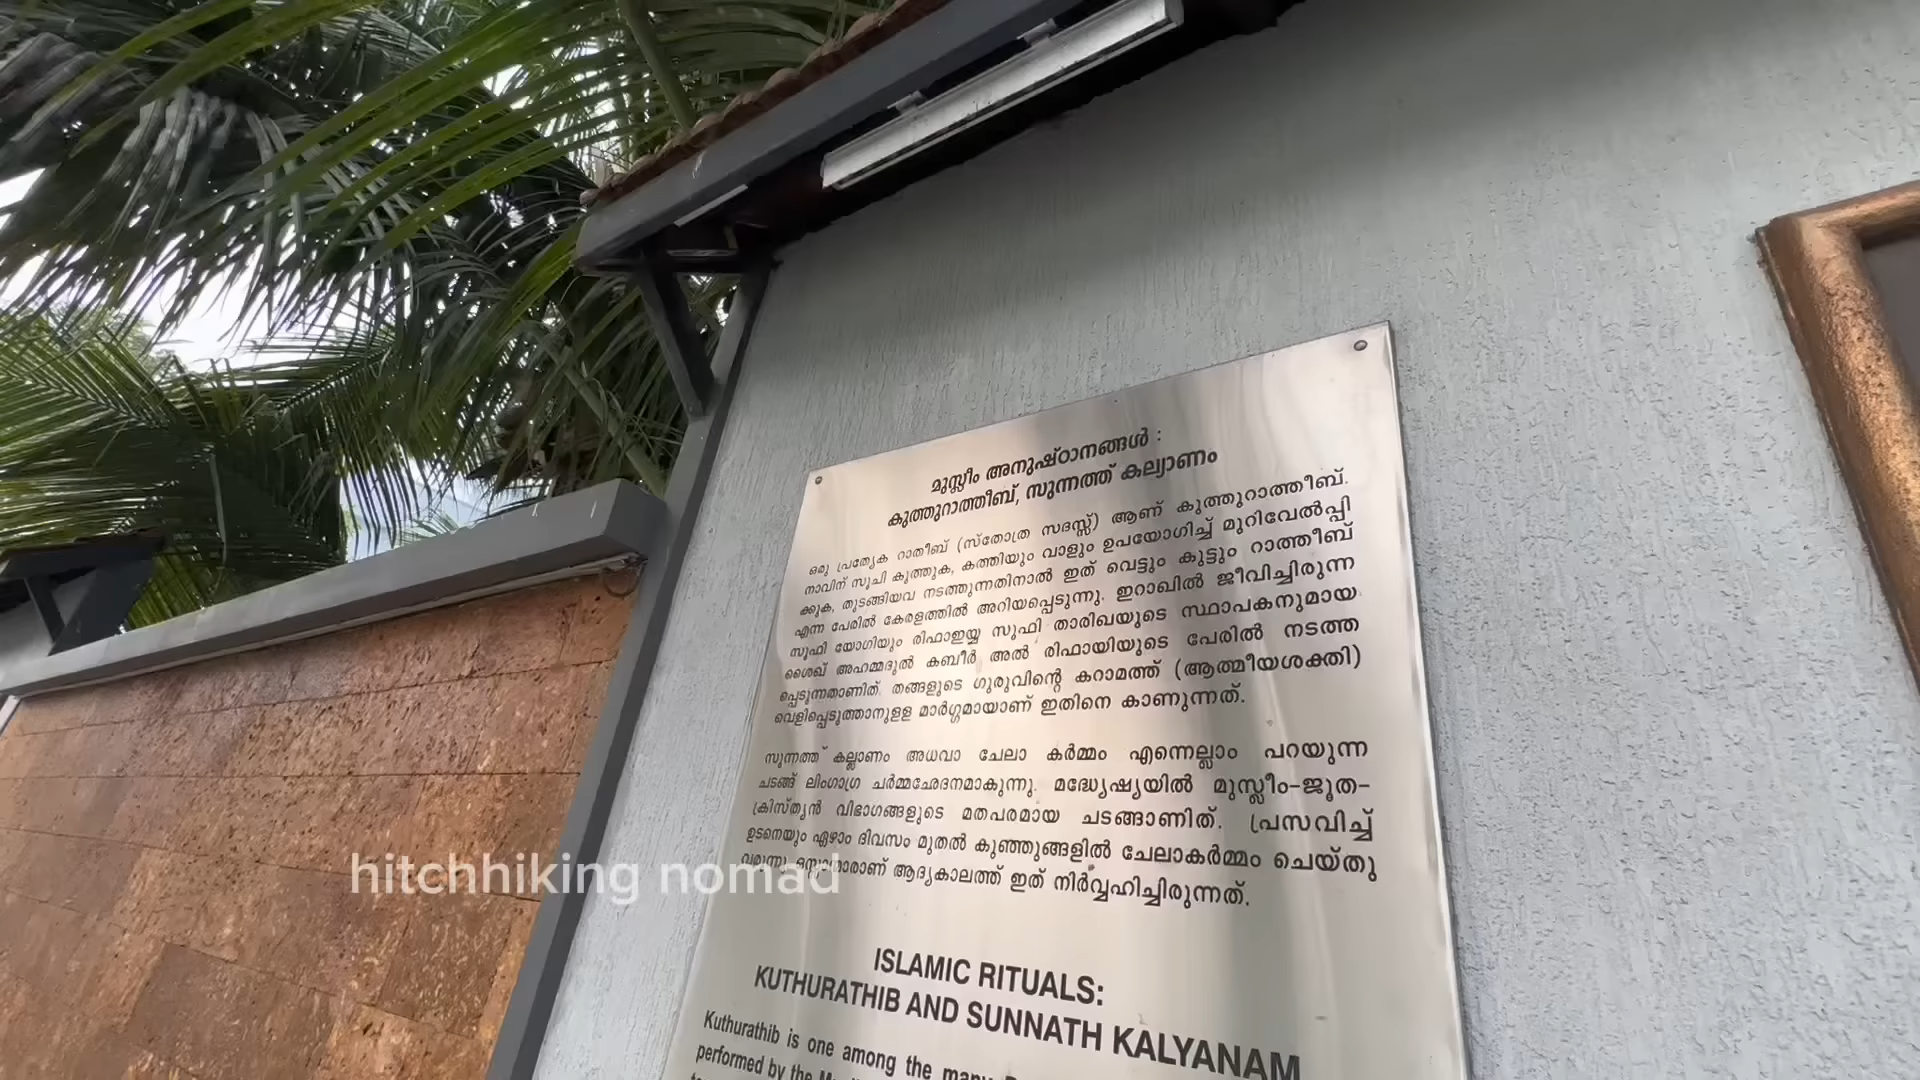 മുസ്ലീം അനുഷ്ഠാനങ്ങൾ :
കുത്തുറാത്തീബ്, സുന്നത്ത് കല്യാണം
ഒരു പ്രത്യേക റാതീബ് (സ്തോത്ര സദസ്സ്) ആണ് കുത്തുറാത്തീബ്.
നാവിന് സൂചി കുത്തുക, കത്തിയും വാളും ഉപയോഗിച്ച് മുറിവേൽപ്പി
ക്കുക, തുടങ്ങിയവ നടത്തുന്നതിനാൽ ഇത് വെട്ടും കുട്ടും റാത്തീബ്
എന്ന പേരിൽ കേരളത്തിൽ അറിയപ്പെടുന്നു. ഇറാഖിൽ ജീവിച്ചിരുന്ന
സൂഫി യോഗിയും രിഫാഇയ്യ സൂഫി താരിഖയുടെ സ്ഥാപകനുമായ
ശൈഖ് അഹമ്മദുൽ കബീർ അൽ രിഫായിയുടെ പേരിൽ നടത്ത
പ്പെടുന്നതാണിത്. തങ്ങളുടെ ഗുരുവിന്റെ കറാമത്ത് (ആത്മീയശക്തി)
വെളിപ്പെടുത്താനുളള മാർഗ്ഗമായാണ് ഇതിനെ കാണുന്നത്.
സുന്നത്ത് കല്ല്യാണം അധവാ ചേലാ കർമ്മം എന്നെല്ലാം പറയുന്ന
ചടങ്ങ് ലിംഗാഗ്ര ചർമ്മഛേദനമാകുന്നു. മദ്ധ്യേഷ്യയിൽ മുസ്ലീം-ജൂത-
ക്രിസ്ത്യൻ വിഭാഗങ്ങളുടെ മതപരമായ ചടങ്ങാണിത്. പ്രസവിച്ച്
ഉടനെയും ഏഴാം ദിവസം മുതൽ കുഞ്ഞുങ്ങളിൽ ചേലാകർമ്മം ചെയ്തു
വരുന്നു. ആദ്യകാലത്ത് ഇത് നിർവ്വഹിച്ചിരുന്നത്.
hitchhiking nomad
ISLAMIC RITUALS:
KUTHURATHIB AND SUNNATH KALYANAM
Kuthurathib is one among the many
performed by the